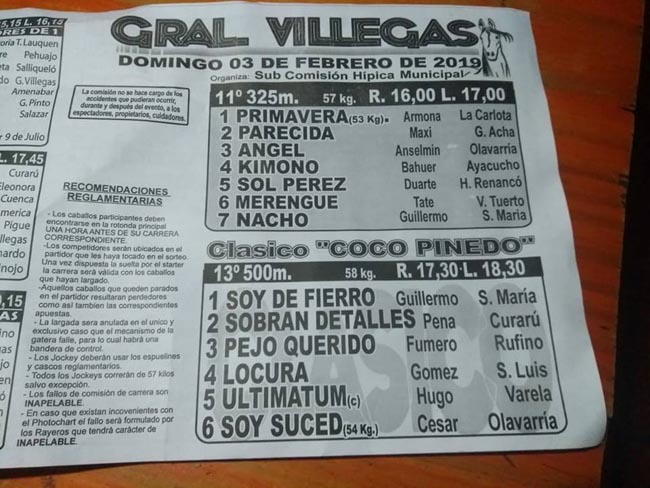 GRAL VILLEGAS
DOMINGO 03 DE FEBRERO DE 2019
Organiza: Sub Comisión Hípica Municipal
La comisión no se hace cargo de los
accidentes que pudieran ocurrir,
durante y después del evento, a los
espectadores, propietarios, cuidadores.
11º 325m. 57 kg. R. 16,00 L. 17,00
1 PRIMAVERA(53 Kg). Armona La Carlota
2 PARECIDA Maxi G. Acha
3 ANGEL Anselmin Olavarría
4 KIMONO Bahuer Ayacucho
5 SOL PEREZ Duarte H. Renancó
6 MERENGUE Tate V. Tuerto
7 NACHO Guillermo S. Maria
Clasico "COCO PINEDO"
13º 500m. 58 kg. R. 17,30 L. 18,30
1 SOY DE FIERRO Guillermo S. María
2 SOBRAN DETALLES Pena Curarú
3 PEJO QUERIDO Fumero Rufino
4 LOCURA Gomez S. Luis
5 ULTIMATUM(c) Hugo Varela
6 SOY SUCED(54 Kg.) Cesar Olavarría
RECOMENDACIONES
REGLAMENTARIAS
- Los caballos participantes deben
encontrarse en la rotonda principal
UNA HORA ANTES DE SU CARRERA
CORRESPONDIENTE.
-Los competidores serán ubicados en el
partidor que les haya tocado en el sorteo.
Una vez dispuesta la suelta por el starter
la carrera será válida con los caballos
que hayan largado.
-Aquellos caballos que queden parados
en el partidor resultaran perdedores
como así también las correspondientes
apuestas.
- La largada sera anulada en el unico y
exclusivo caso que el mecanismo de la
gatera falle, para lo cual habrá una
bandera de control.
- Los Jockey deberán usar los espuelines
y cascos reglamentarios.
- Todos los Jockeys correrán de 57 kilos
salvo excepción.
- Los fallos de comisión de carrera son
INAPELABLE.
- En caso que existan incovenientes con
el Photochart el fallo será formulado por
los Rayeros que tendrá carácter de
INAPELABLE.
5,15 L. 16,15
RES DE 1
T. Lauquen
Pehuajo
Salliqueló
G. Villegas
Amenabar
G. Pinto
Salazar
9 de Julio
L. 17,45
Curarú
Cuenca
Pigue